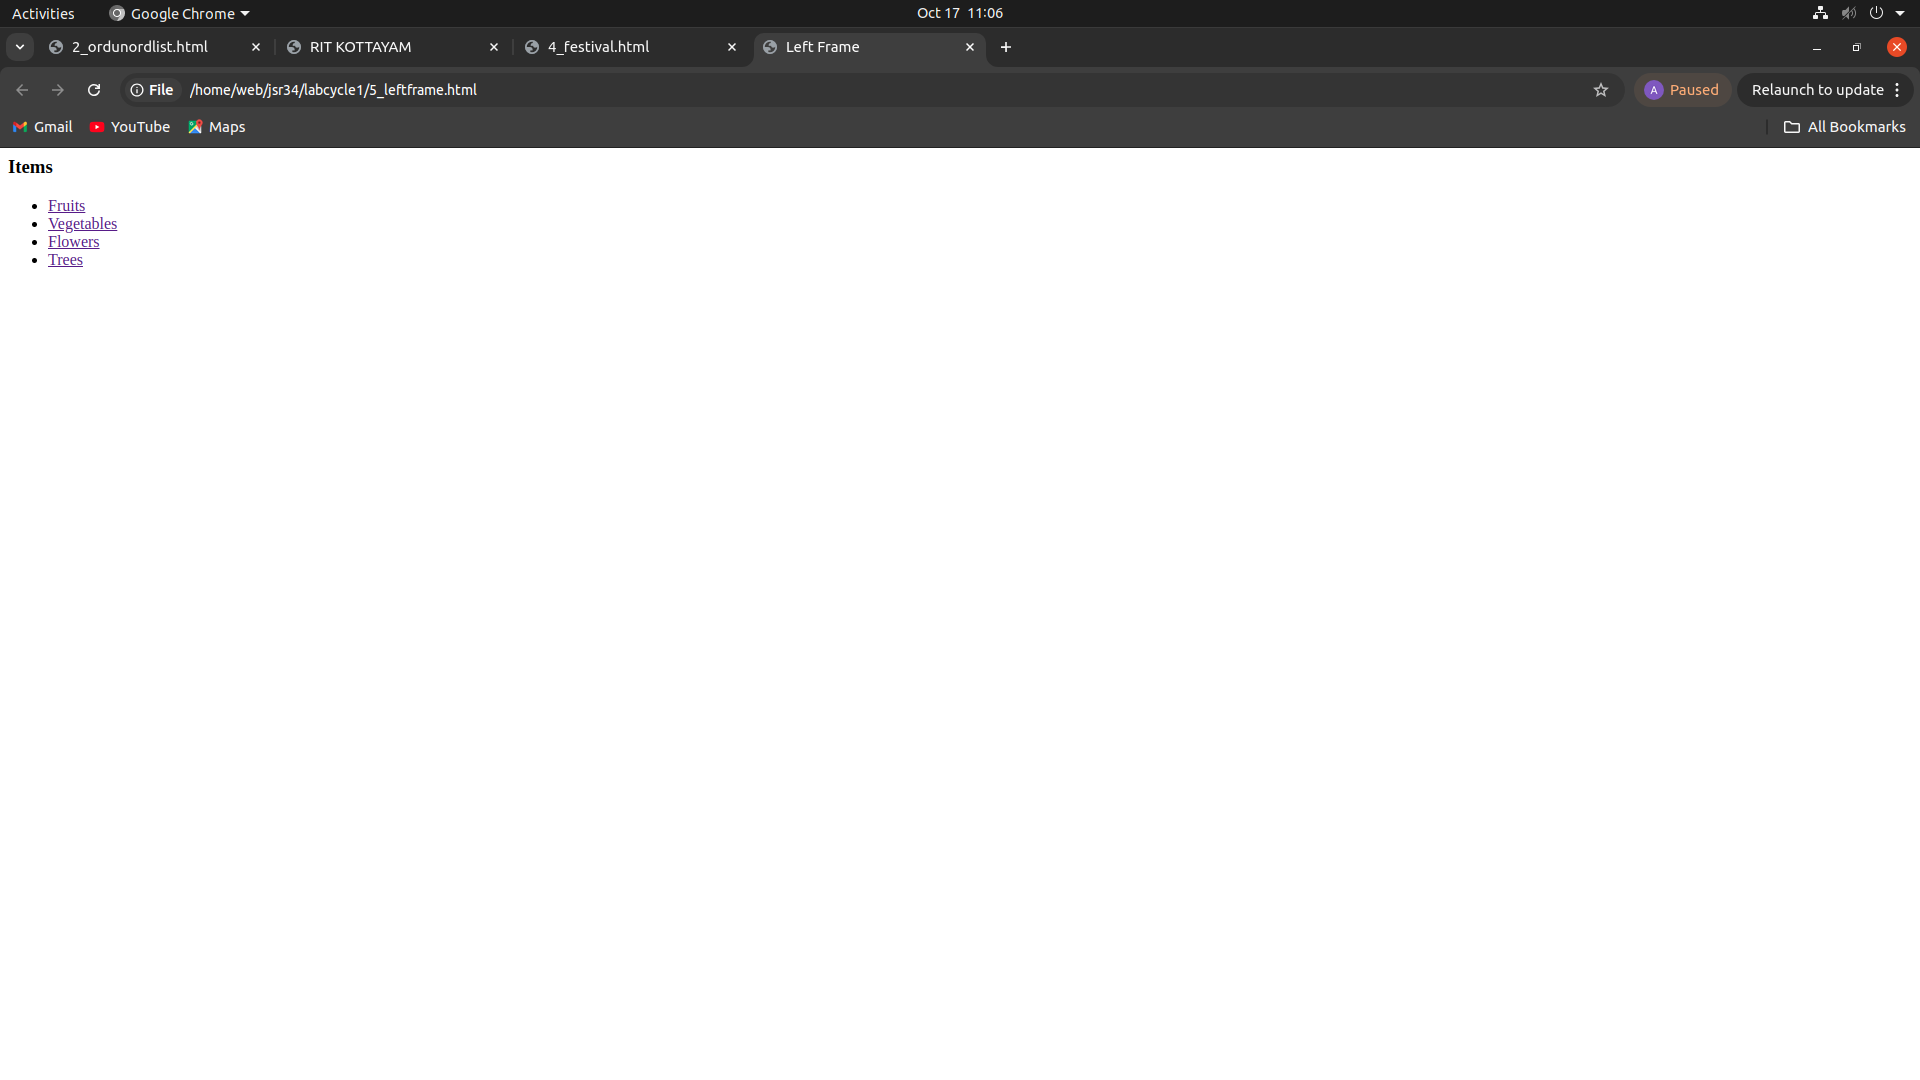 Activities Google Chrome Oct 17 11:06
2_ordunordlist.html RIT KOTTAYAM 4_festival.html Left Frame
File /home/web/jsr34/labcycle1/5_leftframe.html A Paused Relaunch to update
Gmail YouTube Maps All Bookmarks
Items
Fruits
Vegetables
Flowers
Trees